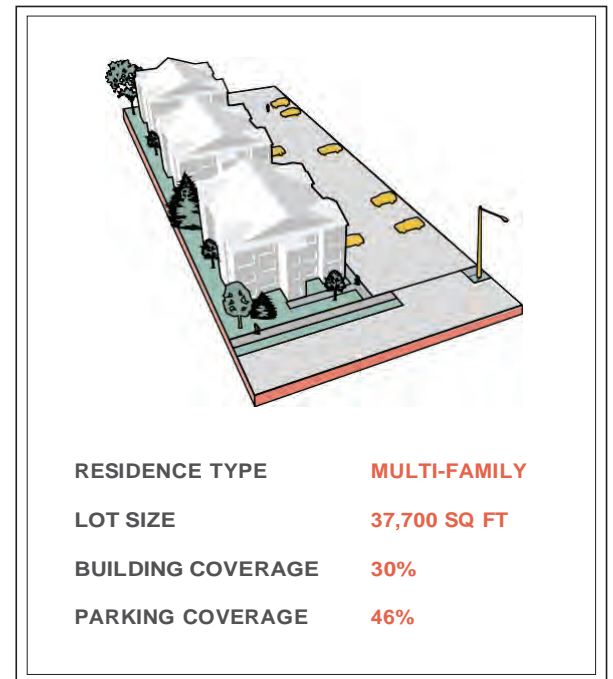 RESIDENCE TYPE MULTI-FAMILY
LOT SIZE 37,700 SQ FT
BUILDING COVERAGE 30%
PARKING COVERAGE 46%